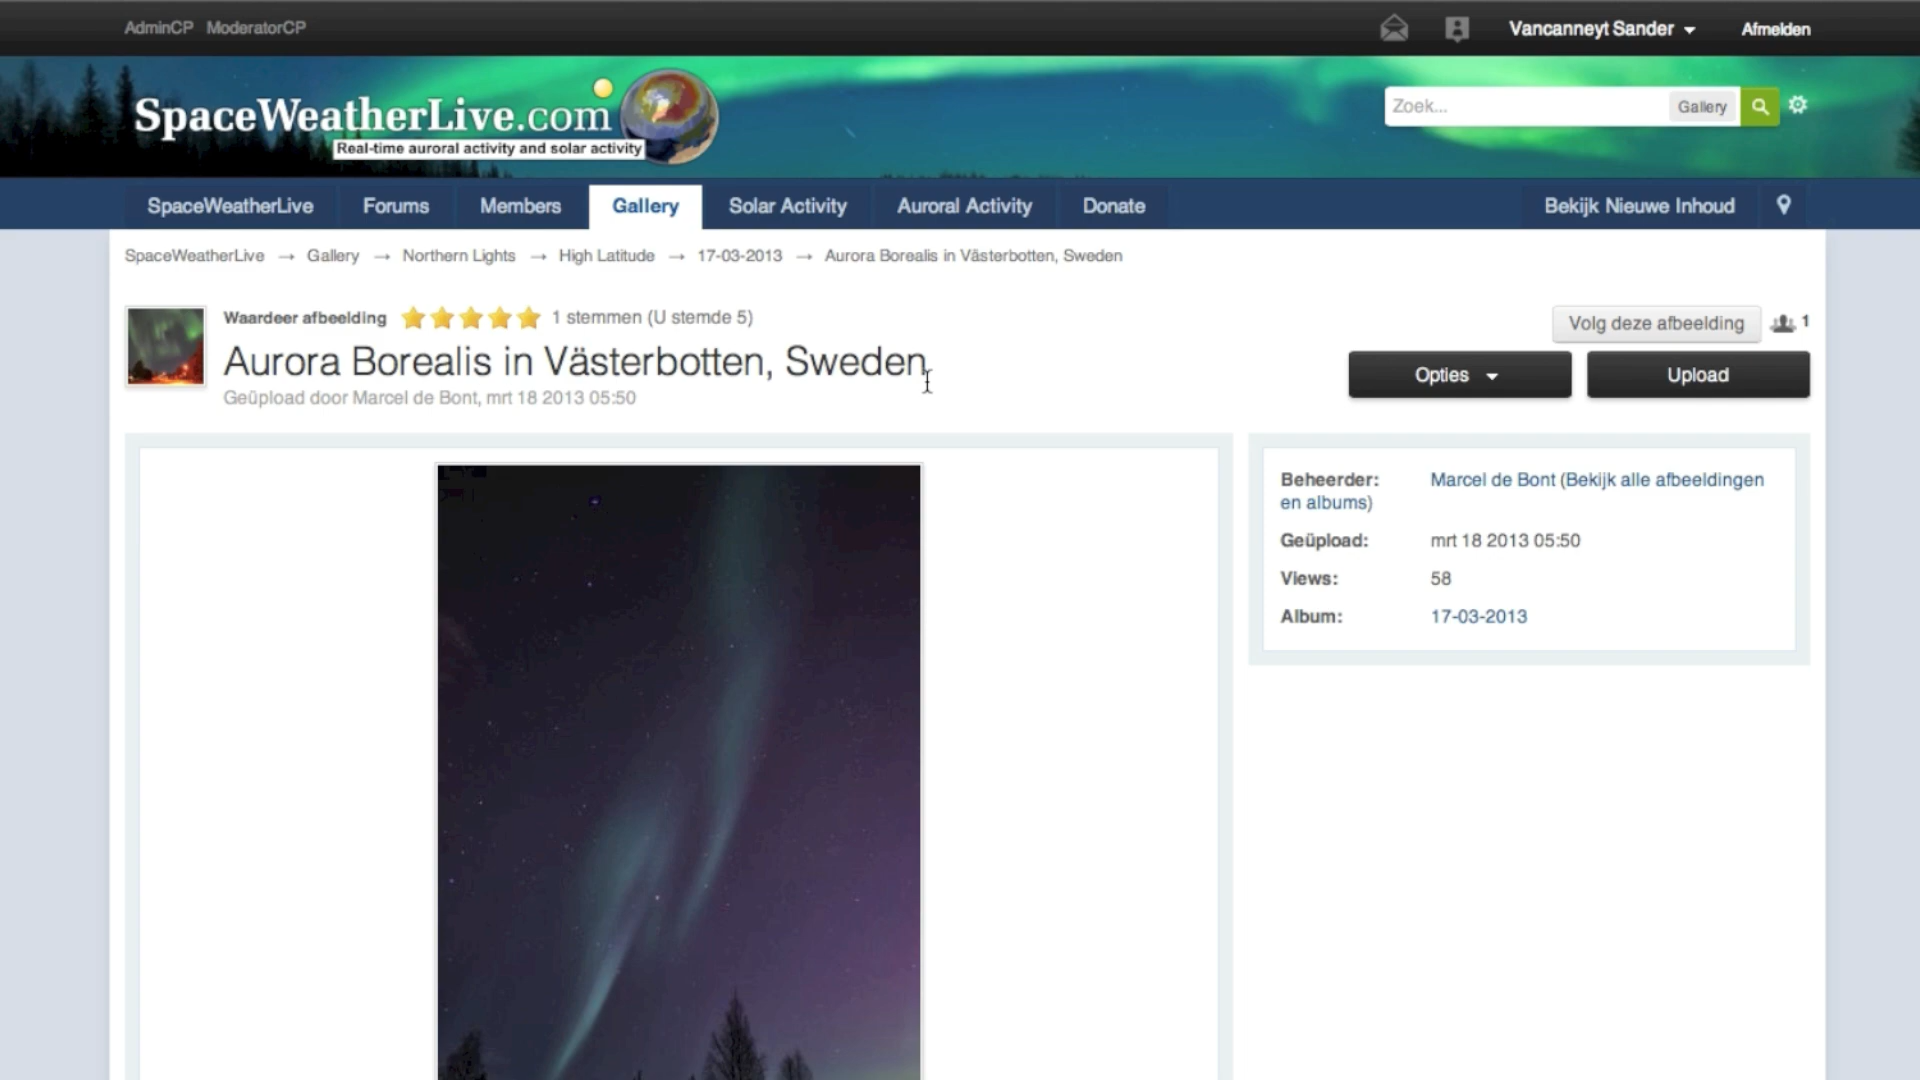 AdminCP ModeratorCP
Vancanneyt Sander
Afmelden
SpaceWeatherLive.com
Real-time auroral activity and solar activity
Zoek...
Gallery
SpaceWeatherLive Forums Members Gallery Solar Activity Auroral Activity Donate
Bekijk Nieuwe Inhoud
SpaceWeatherLive → Gallery → Northern Lights → High Latitude → 17-03-2013 → Aurora Borealis in Västerbotten, Sweden
Waardeer afbeelding 1 stemmen (U stemde 5)
Volg deze afbeelding 1
Aurora Borealis in Västerbotten, Sweden
Geüpload door Marcel de Bont, mrt 18 2013 05:50
Opties
Upload
Beheerder: Marcel de Bont (Bekijk alle afbeeldingen
en albums)
Geüpload: mrt 18 2013 05:50
Views: 58
Album: 17-03-2013